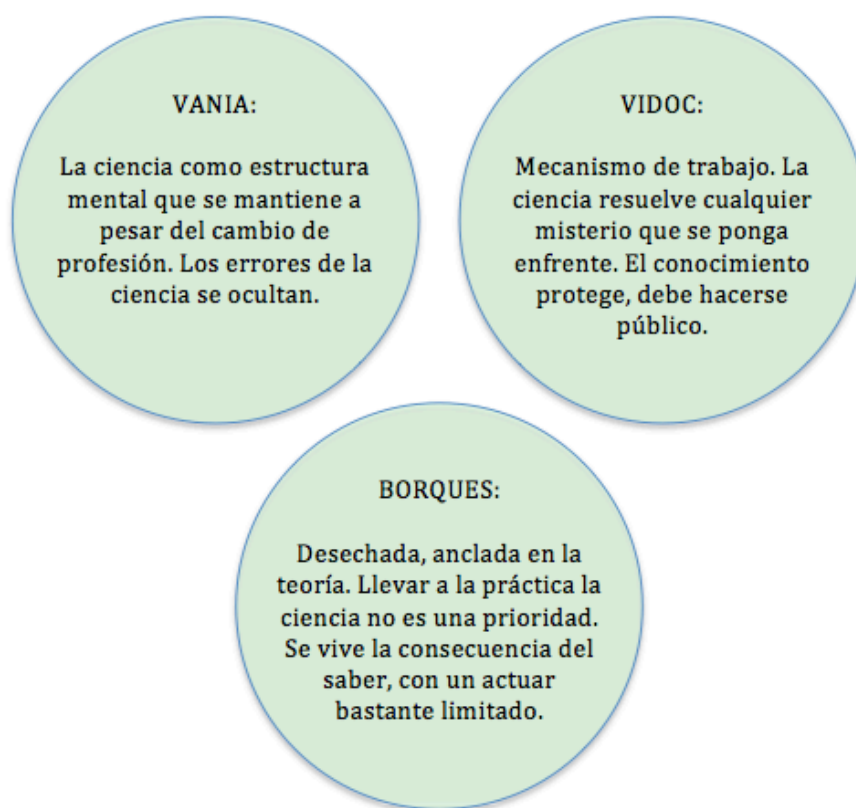 VANIA:
La ciencia como estructura
mental que se mantiene a
pesar del cambio de
profesión. Los errores de la
ciencia se ocultan.
VIDOC:
Mecanismo de trabajo. La
ciencia resuelve cualquier
misterio que se ponga
enfrente. El conocimiento
protege, debe hacerse
público.
BORQUES:
Desechada, anclada en la
teoría. Llevar a la práctica la
ciencia no es una prioridad.
Se vive la consecuencia del
saber, con un actuar
bastante limitado.